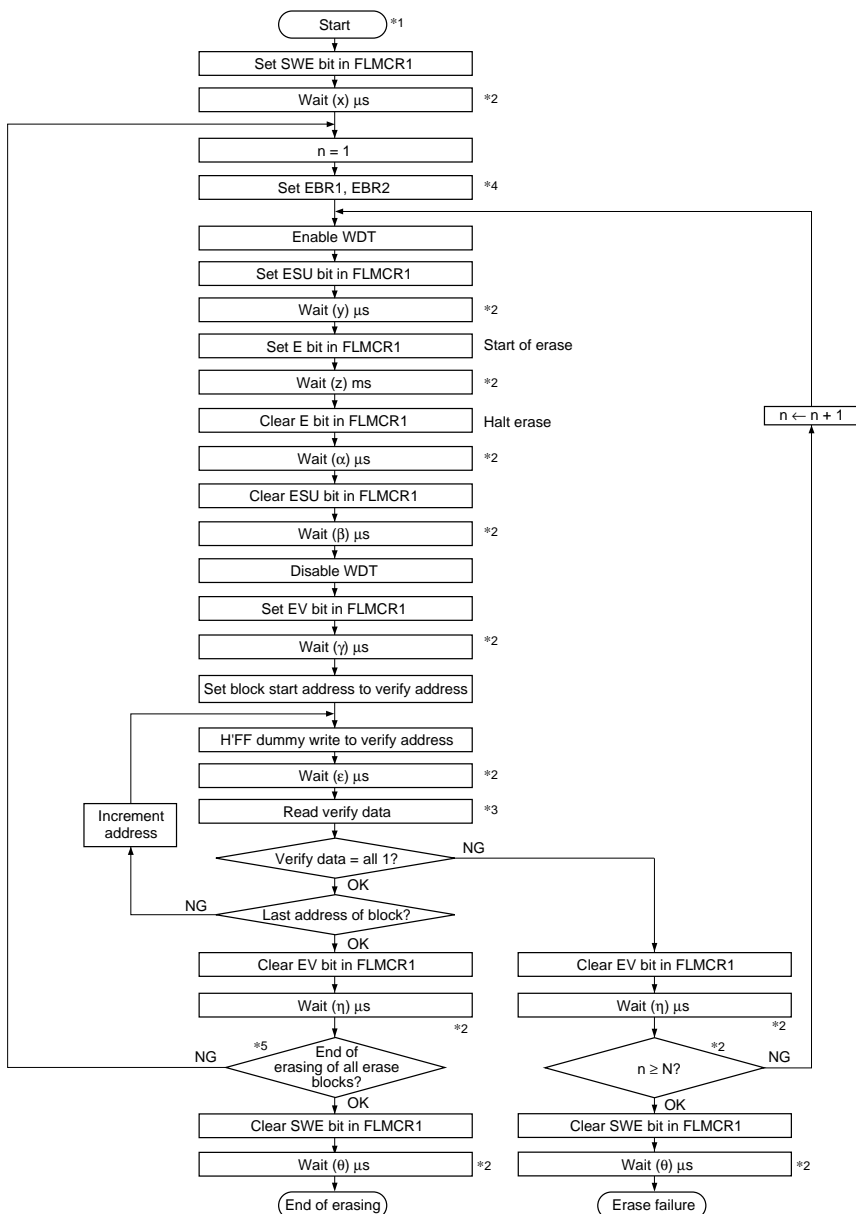 Start *1
Set SWE bit in FLMCR1
Wait (x) μs *2
n = 1
Set EBR1, EBR2 *4
Enable WDT
Set ESU bit in FLMCR1
Wait (y) μs *2
Set E bit in FLMCR1 Start of erase
Wait (z) ms *2
Clear E bit in FLMCR1 Halt erase
n ← n + 1
Wait (α) μs *2
Clear ESU bit in FLMCR1
Wait (β) μs *2
Disable WDT
Set EV bit in FLMCR1
Wait (γ) μs *2
Set block start address to verify address
H'FF dummy write to verify address
Wait (ε) μs *2
Increment
address
Read verify data *3
Verify data = all 1? NG
OK
NG Last address of block?
OK
Clear EV bit in FLMCR1 Clear EV bit in FLMCR1
Wait (η) μs Wait (η) μs
*2 *2
NG *5 End of
erasing of all erase
blocks?
*2 n ≥ N? NG
OK OK
Clear SWE bit in FLMCR1 Clear SWE bit in FLMCR1
Wait (θ) μs *2 Wait (θ) μs *2
End of erasing Erase failure